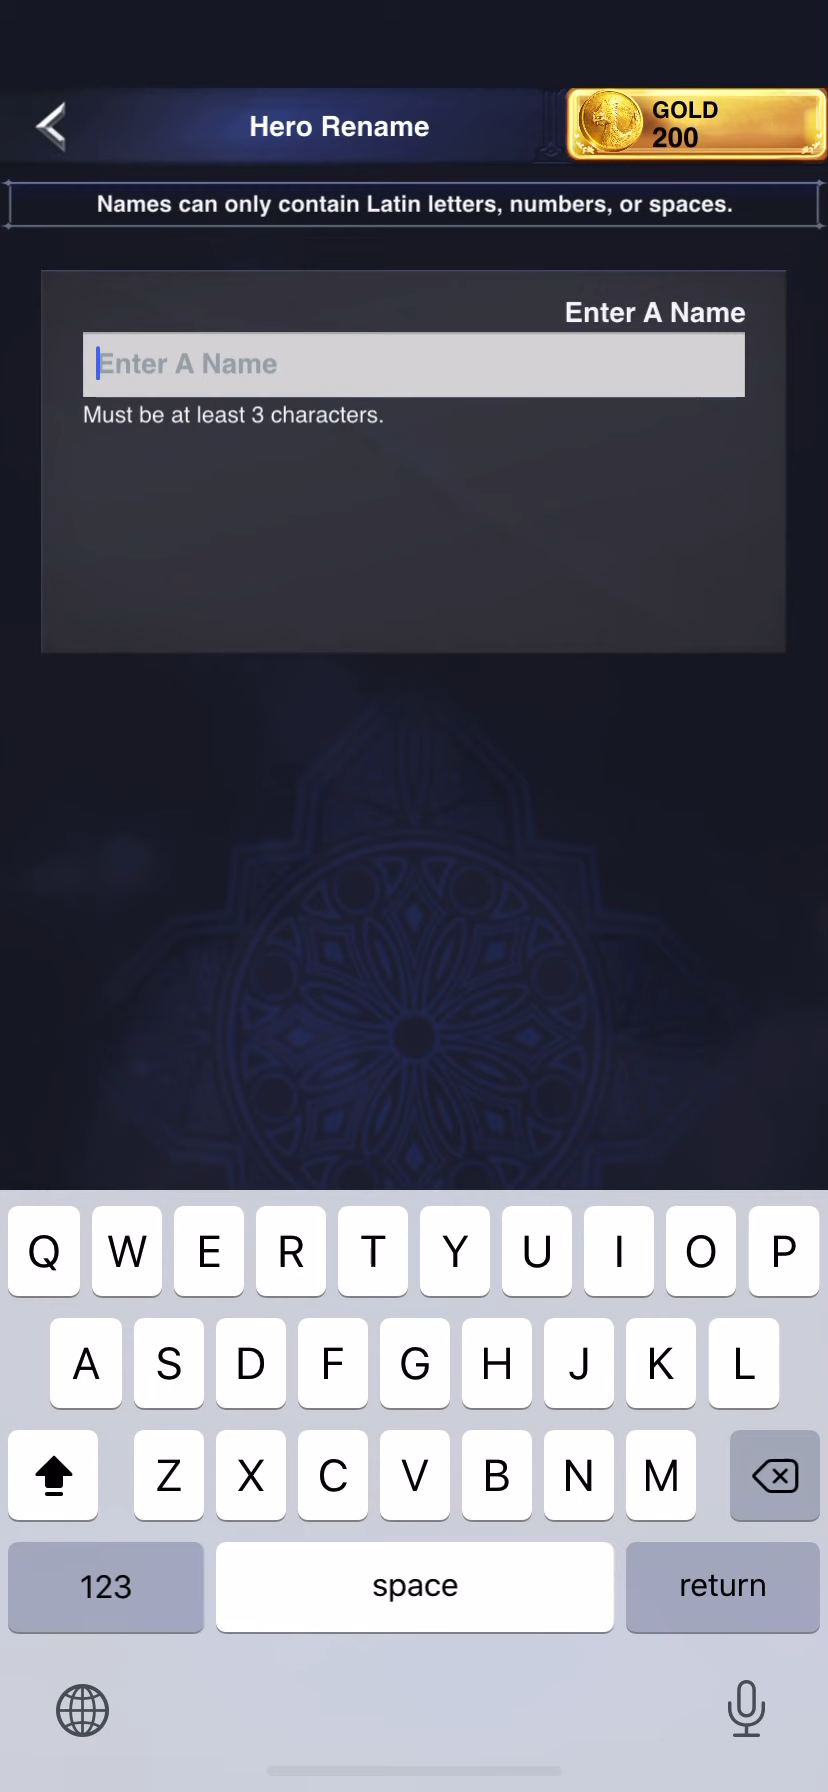 Hero Rename
GOLD
200
Names can only contain Latin letters, numbers, or spaces.
Enter A Name
Enter A Name
Must be at least 3 characters.
Q W E R T Y U I O P
A S D F G H J K L
Z X C V B N M
123 space return